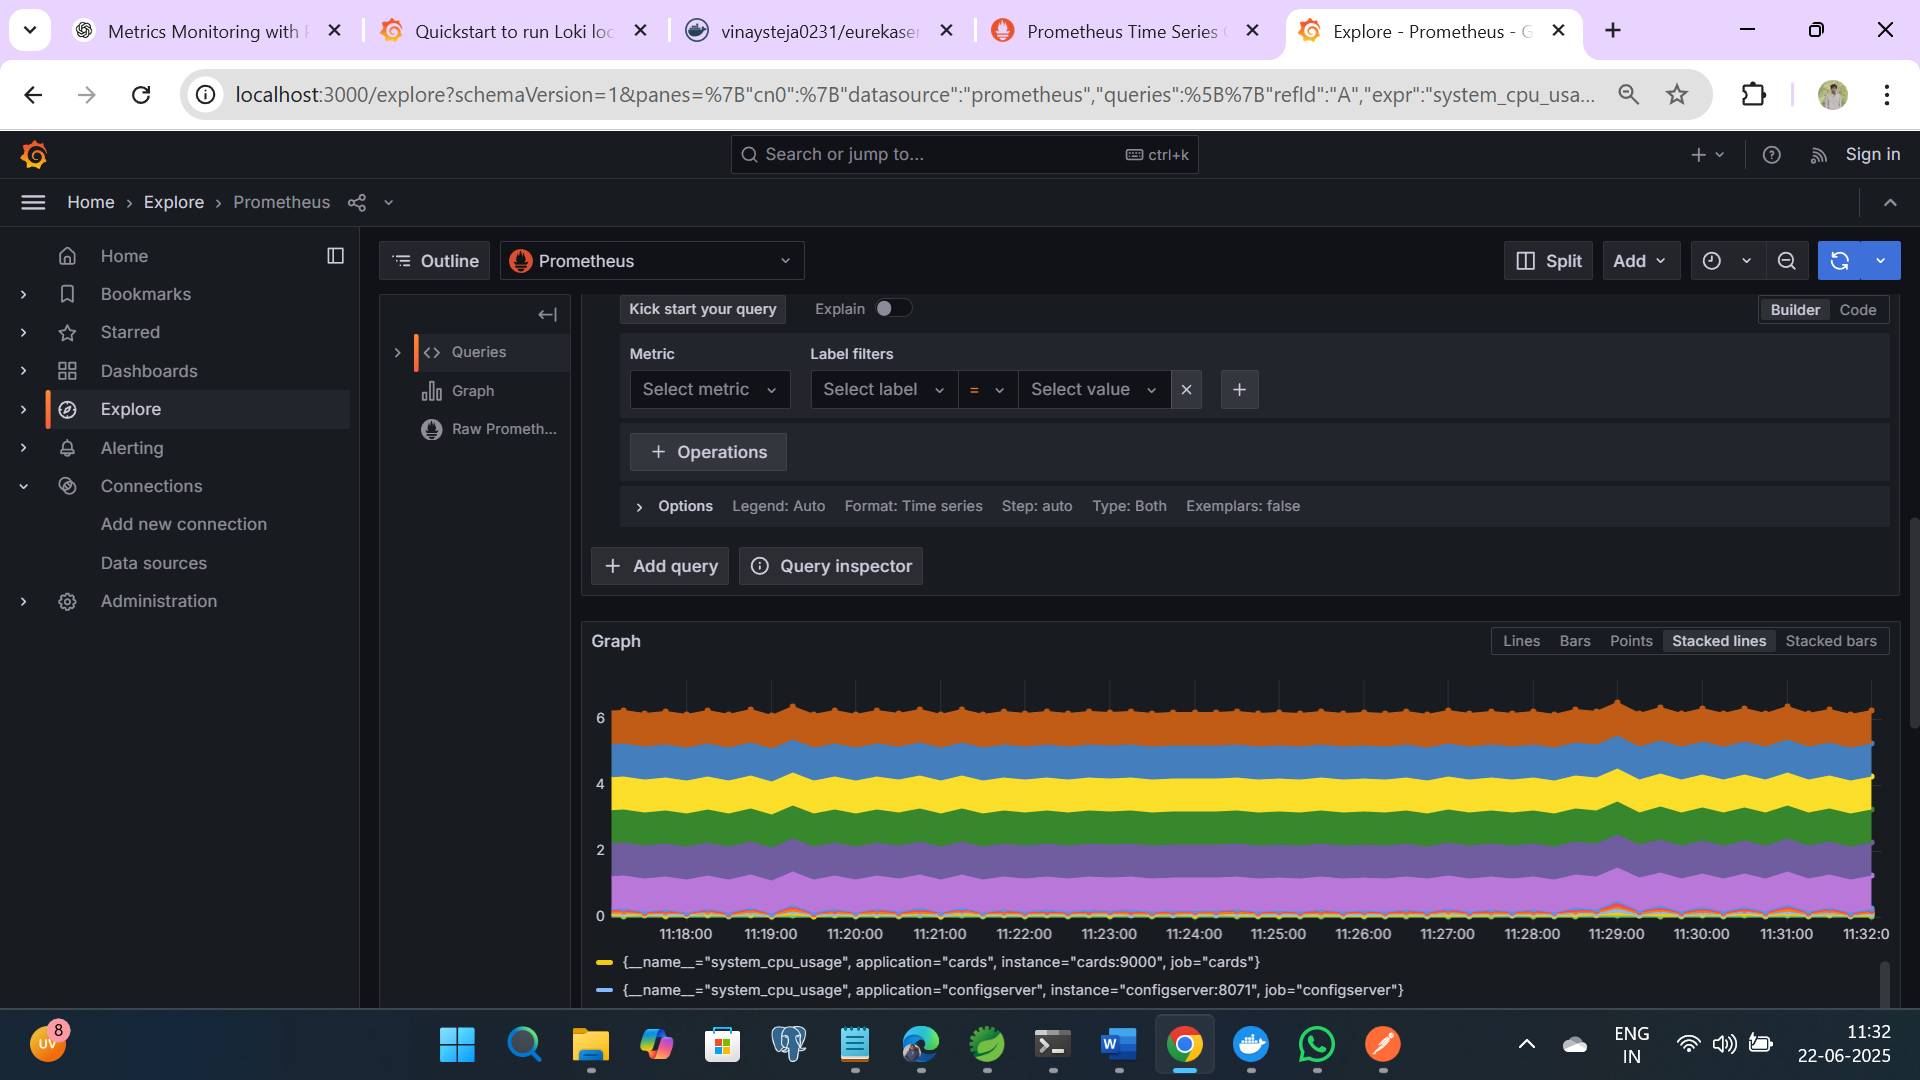 Metrics Monitoring with
Quickstart to run Loki loc
vinaysteja0231/eurekaser
Prometheus Time Series
Explore - Prometheus - G
localhost:3000/explore?schemaVersion=1&panes=%7B"cn0":%7B"datasource":"prometheus","queries":%5B%7B"refId":"A","expr":"system_cpu_usa...
Search or jump to...
ctrl+k
Sign in
Home › Explore › Prometheus
Home
Bookmarks
Starred
Dashboards
Explore
Alerting
Connections
Add new connection
Data sources
Administration
Outline
Prometheus
Split
Add
Queries
Graph
Raw Prometh...
Kick start your query
Explain
Builder
Code
Metric
Label filters
Select metric
Select label
=
Select value
+ Operations
Options Legend: Auto Format: Time series Step: auto Type: Both Exemplars: false
+ Add query
Query inspector
Graph
Lines Bars Points Stacked lines Stacked bars
6
4
2
0
11:18:00 11:19:00 11:20:00 11:21:00 11:22:00 11:23:00 11:24:00 11:25:00 11:26:00 11:27:00 11:28:00 11:29:00 11:30:00 11:31:00 11:32:0
{__name__="system_cpu_usage", application="cards", instance="cards:9000", job="cards"}
{__name__="system_cpu_usage", application="configserver", instance="configserver:8071", job="configserver"}
UV
8
W
ENG
IN
11:32
22-06-2025